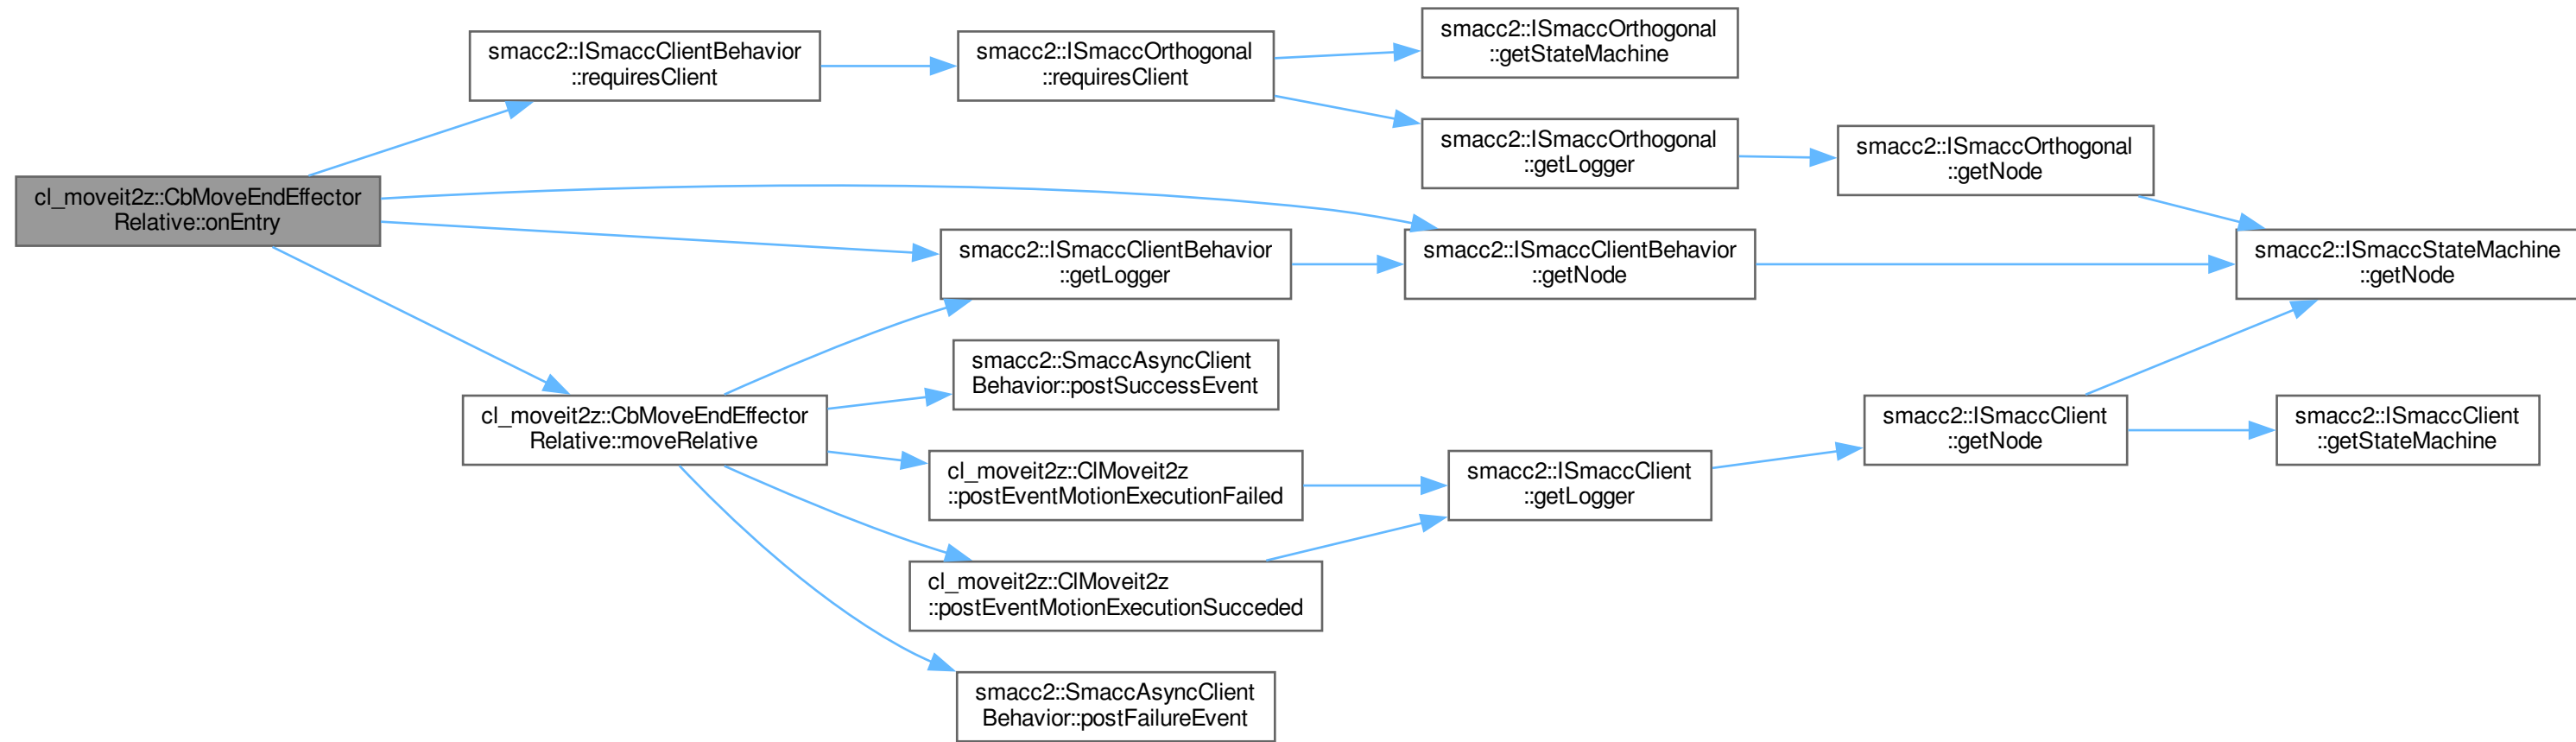 smacc2::ISmaccClientBehavior
::requiresClient
smacc2::ISmaccOrthogonal
::requiresClient
smacc2::ISmaccOrthogonal
::getStateMachine
smacc2::ISmaccOrthogonal
::getLogger
smacc2::ISmaccOrthogonal
::getNode
cl_moveit2z::CbMoveEndEffector
Relative::onEntry
smacc2::ISmaccClientBehavior
::getLogger
smacc2::ISmaccClientBehavior
::getNode
smacc2::ISmaccStateMachine
::getNode
smacc2::SmaccAsyncClient
Behavior::postSuccessEvent
cl_moveit2z::CbMoveEndEffector
Relative::moveRelative
smacc2::ISmaccClient
::getNode
smacc2::ISmaccClient
::getStateMachine
cl_moveit2z::ClMoveit2z
::postEventMotionExecutionFailed
smacc2::ISmaccClient
::getLogger
cl_moveit2z::ClMoveit2z
::postEventMotionExecutionSucceded
smacc2::SmaccAsyncClient
Behavior::postFailureEvent